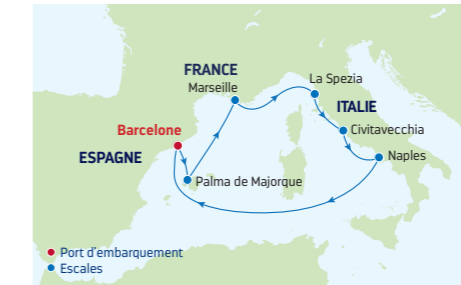 FRANCE
Marseille
La Spezia
ITALIE
Civitavecchia
Barcelone
ESPAGNE
Naples
Palma de Majorque
Port d'embarquement
Escales